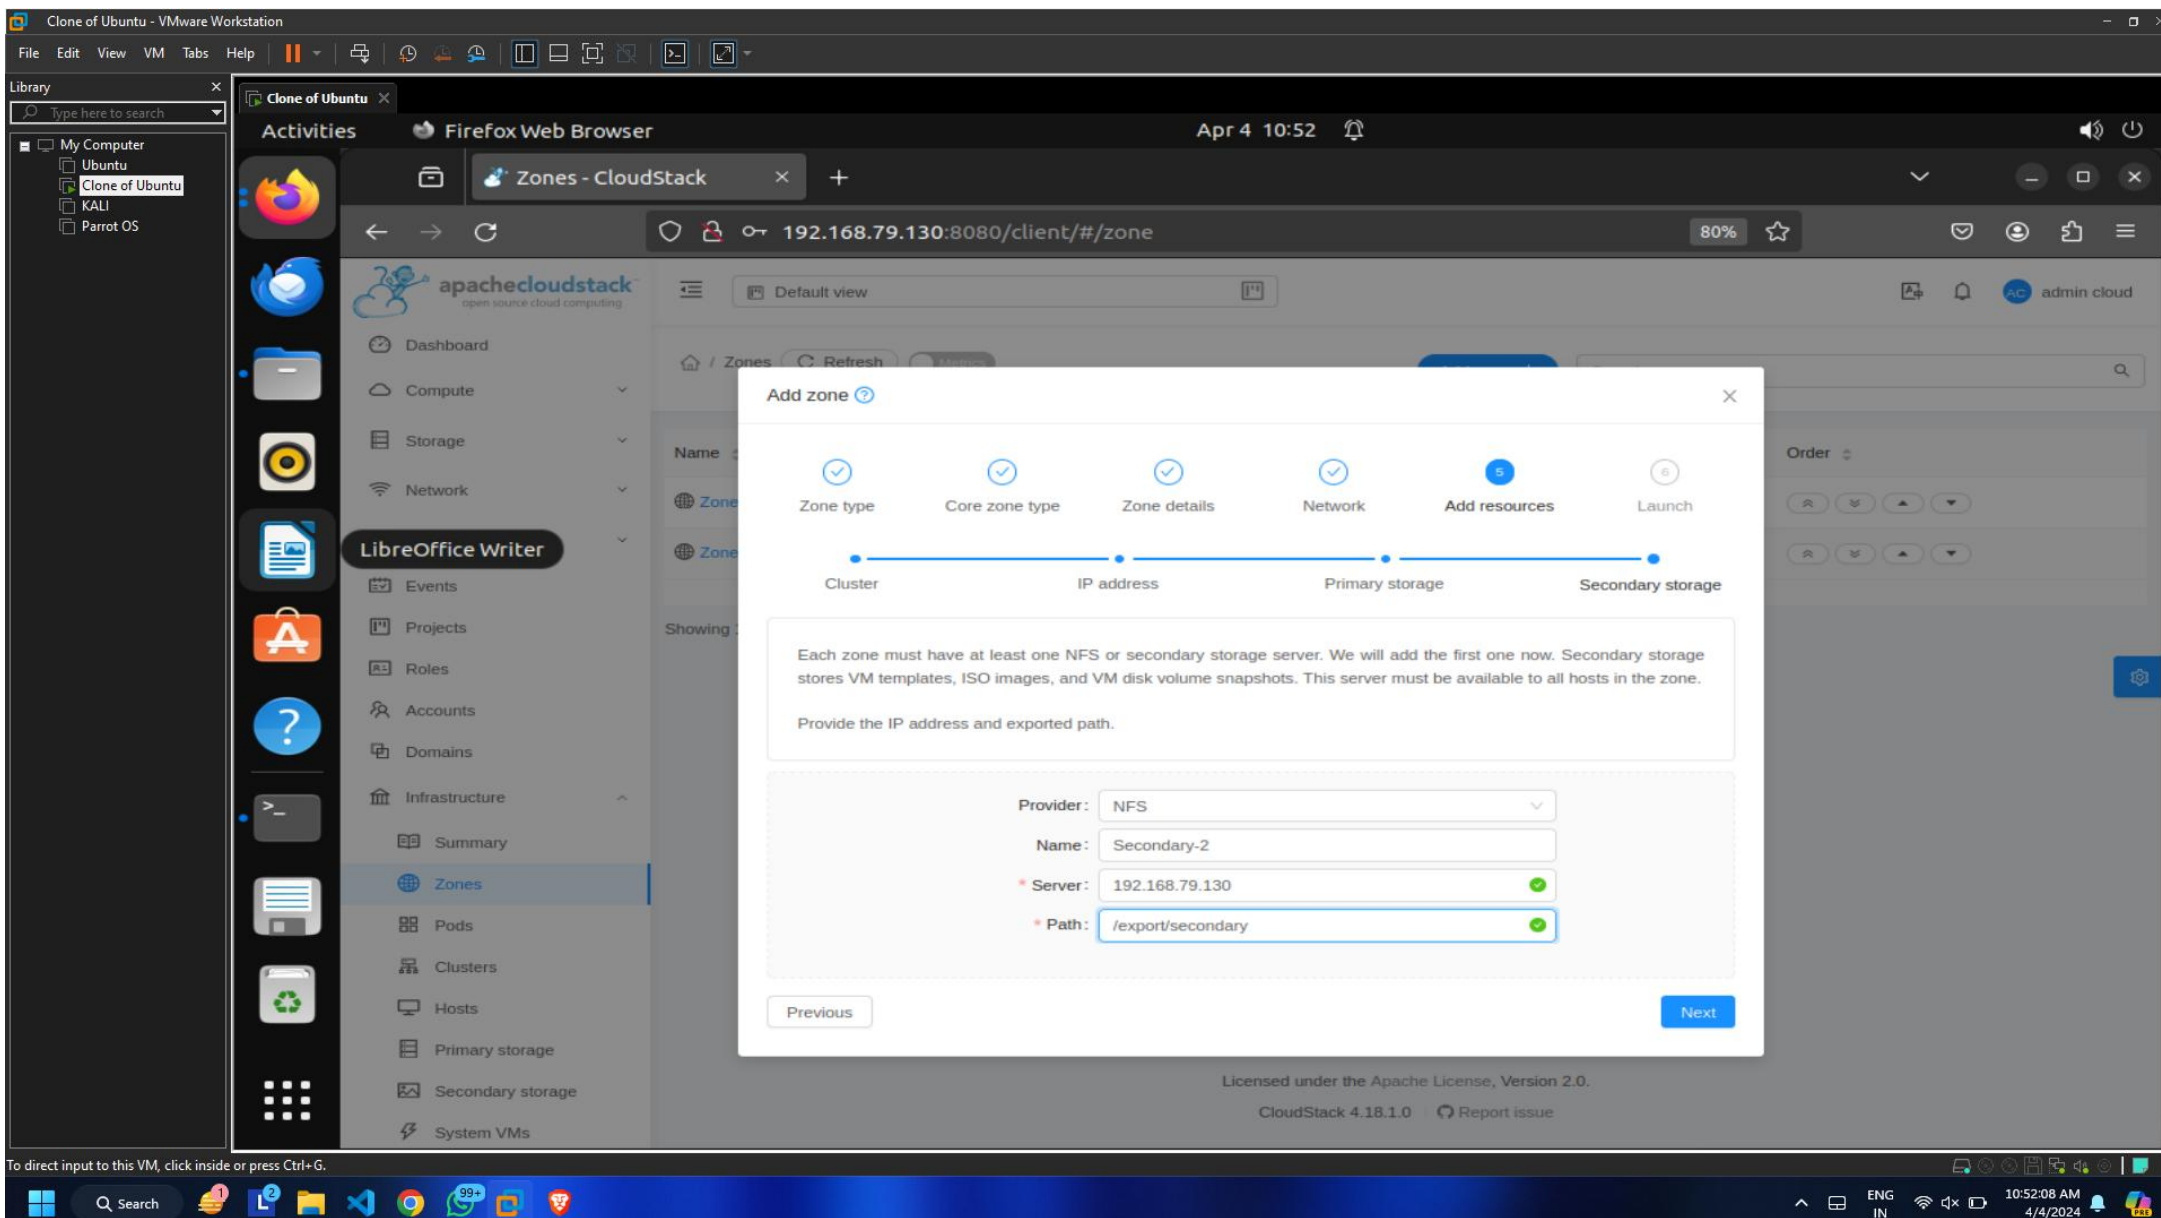 Clone of Ubuntu - VMware Workstation
File Edit View VM Tabs Help
Library
Type here to search
My Computer
Ubuntu
Clone of Ubuntu
KALI
Parrot OS
Clone of Ubuntu
Activities Firefox Web Browser Apr 4 10:52
Zones - CloudStack
192.168.79.130:8080/client/#/zone 80%
apachecloudstack
open source cloud computing
Default view
AC admin cloud
Dashboard
Compute
Storage
Network
LibreOffice Writer
Events
Projects
Roles
Accounts
Domains
Infrastructure
Summary
Zones
Pods
Clusters
Hosts
Primary storage
Secondary storage
System VMs
/ Zones Refresh Metrics
Name Order
Zone
Zone
Showing
Add zone
Zone type
Core zone type
Zone details
Network
5 Add resources
6 Launch
Cluster
IP address
Primary storage
Secondary storage
Each zone must have at least one NFS or secondary storage server. We will add the first one now. Secondary storage
stores VM templates, ISO images, and VM disk volume snapshots. This server must be available to all hosts in the zone.
Provide the IP address and exported path.
Provider: NFS
Name: Secondary-2
* Server: 192.168.79.130
* Path: /export/secondary
Previous Next
Licensed under the Apache License, Version 2.0.
CloudStack 4.18.1.0 Report issue
To direct input to this VM, click inside or press Ctrl+G.
Search 1 2 99+
ENG
IN
10:52:08 AM
4/4/2024
PRE